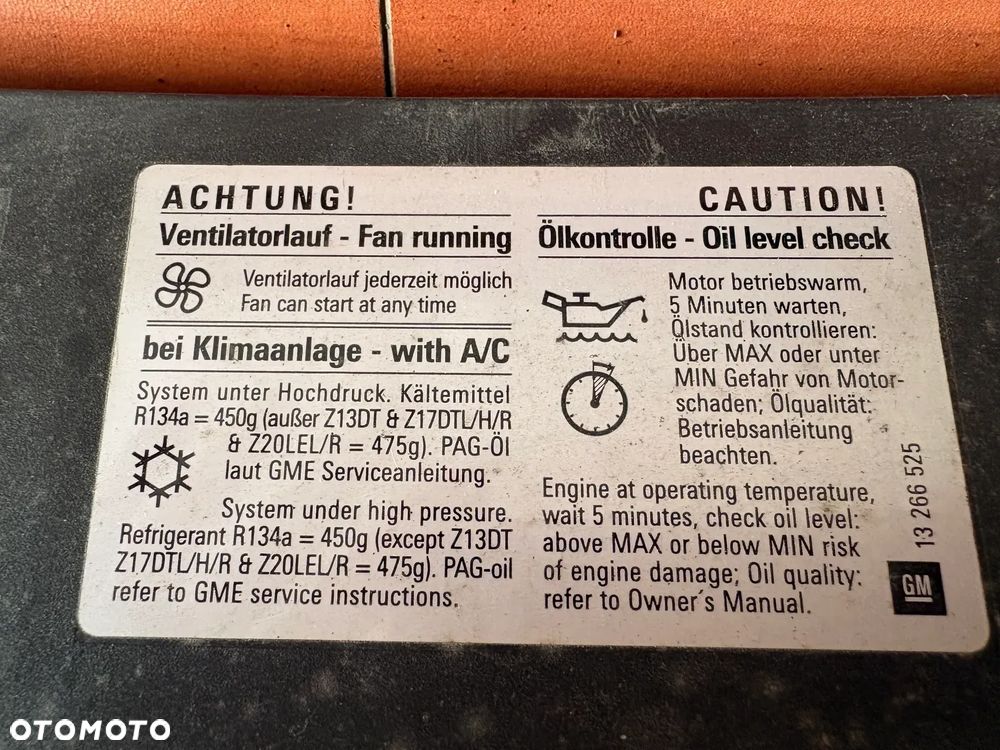 ACHTUNG!
Ventilatorlauf - Fan running
Ventilatorlauf jederzeit möglich
Fan can start at any time
bei Klimaanlage - with A/C
System unter Hochdruck. Kältemittel
R134a = 450g (außer Z13DT & Z17DTL/H/R
& Z20LEL/R = 475g). PAG-Öl
laut GME Serviceanleitung.
System under high pressure.
Refrigerant R134a = 450g (except Z13DT
Z17DTL/H/R & Z20LEL/R = 475g). PAG-oil
refer to GME service instructions.
CAUTION!
Ölkontrolle - Oil level check
Motor betriebswarm,
5 Minuten warten,
Ölstand kontrollieren:
Über MAX oder unter
MIN Gefahr von Motor-
schaden; Ölqualität:
Betriebsanleitung
beachten.
Engine at operating temperature,
wait 5 minutes, check oil level:
above MAX or below MIN risk
of engine damage; Oil quality:
refer to Owner's Manual.
13 266 525
GM
OTOMOTO